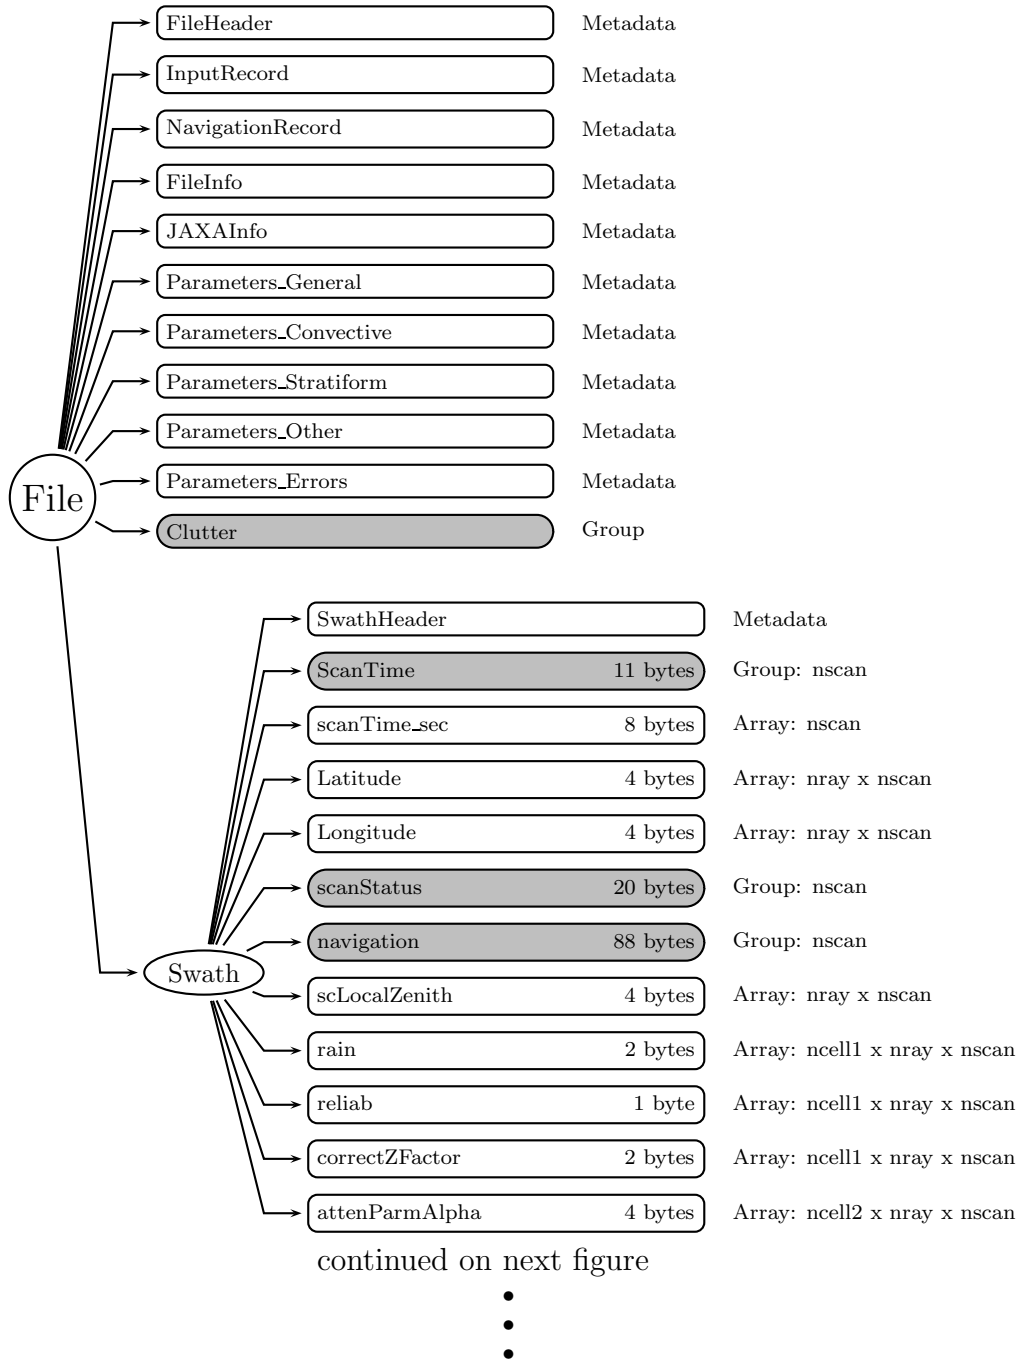 FileHeader Metadata
InputRecord Metadata
NavigationRecord Metadata
FileInfo Metadata
JAXAInfo Metadata
Parameters_General Metadata
Parameters_Convective Metadata
Parameters_Stratiform Metadata
Parameters_Other Metadata
Parameters_Errors Metadata
File
Clutter Group
SwathHeader Metadata
ScanTime 11 bytes Group: nscan
scanTime_sec 8 bytes Array: nscan
Latitude 4 bytes Array: nray x nscan
Longitude 4 bytes Array: nray x nscan
scanStatus 20 bytes Group: nscan
navigation 88 bytes Group: nscan
Swath
scLocalZenith 4 bytes Array: nray x nscan
rain 2 bytes Array: ncell1 x nray x nscan
reliab 1 byte Array: ncell1 x nray x nscan
correctZFactor 2 bytes Array: ncell1 x nray x nscan
attenParmAlpha 4 bytes Array: ncell2 x nray x nscan
continued on next figure